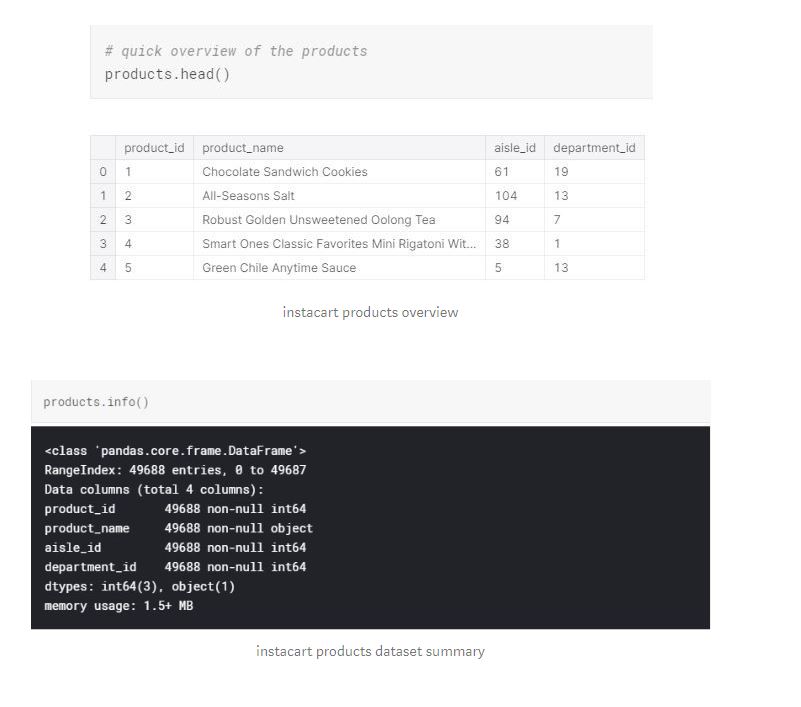 # quick overview of the products
products.head()
product_id product_name aisle_id department_id
0 1 Chocolate Sandwich Cookies 61 19
1 2 All-Seasons Salt 104 13
2 3 Robust Golden Unsweetened Oolong Tea 94 7
3 4 Smart Ones Classic Favorites Mini Rigatoni Wit... 38 1
4 5 Green Chile Anytime Sauce 5 13
instacart products overview
products.info()
<class 'pandas.core.frame.DataFrame'>
RangeIndex: 49688 entries, 0 to 49687
Data columns (total 4 columns):
product_id 49688 non-null int64
product_name 49688 non-null object
aisle_id 49688 non-null int64
department_id 49688 non-null int64
dtypes: int64(3), object(1)
memory usage: 1.5+ MB
instacart products dataset summary